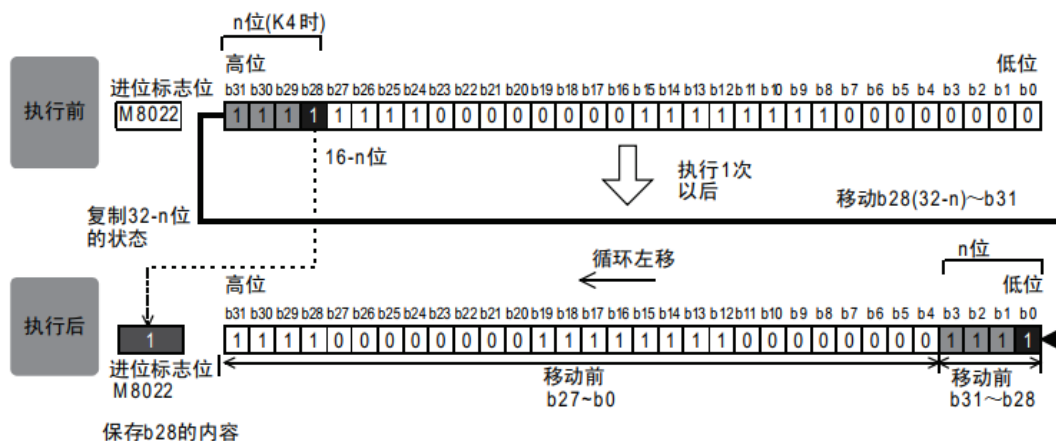 n位(K4时)
高位 低位
进位标志位 b31 b30 b29 b28 b27 b26 b25 b24 b23 b22 b21 b20 b19 b18 b17 b16 b15 b14 b13 b12 b11 b10 b9 b8 b7 b6 b5 b4 b3 b2 b1 b0
执行前 M8022 1 1 1 1 1 1 1 1 0 0 0 0 0 0 0 0 1 1 1 1 1 1 1 1 0 0 0 0 0 0 0 0
16-n位
执行1次
以后
移动b28(32-n)～b31
复制32-n位
的状态
循环左移
n位
高位 低位
b31 b30 b29 b28 b27 b26 b25 b24 b23 b22 b21 b20 b19 b18 b17 b16 b15 b14 b13 b12 b11 b10 b9 b8 b7 b6 b5 b4 b3 b2 b1 b0
执行后 1 1 1 1 1 0 0 0 0 0 0 0 0 1 1 1 1 1 1 1 1 0 0 0 0 0 0 0 0 1 1 1 1
进位标志位
M8022
移动前
b27~b0
移动前
b31～b28
保存b28的内容